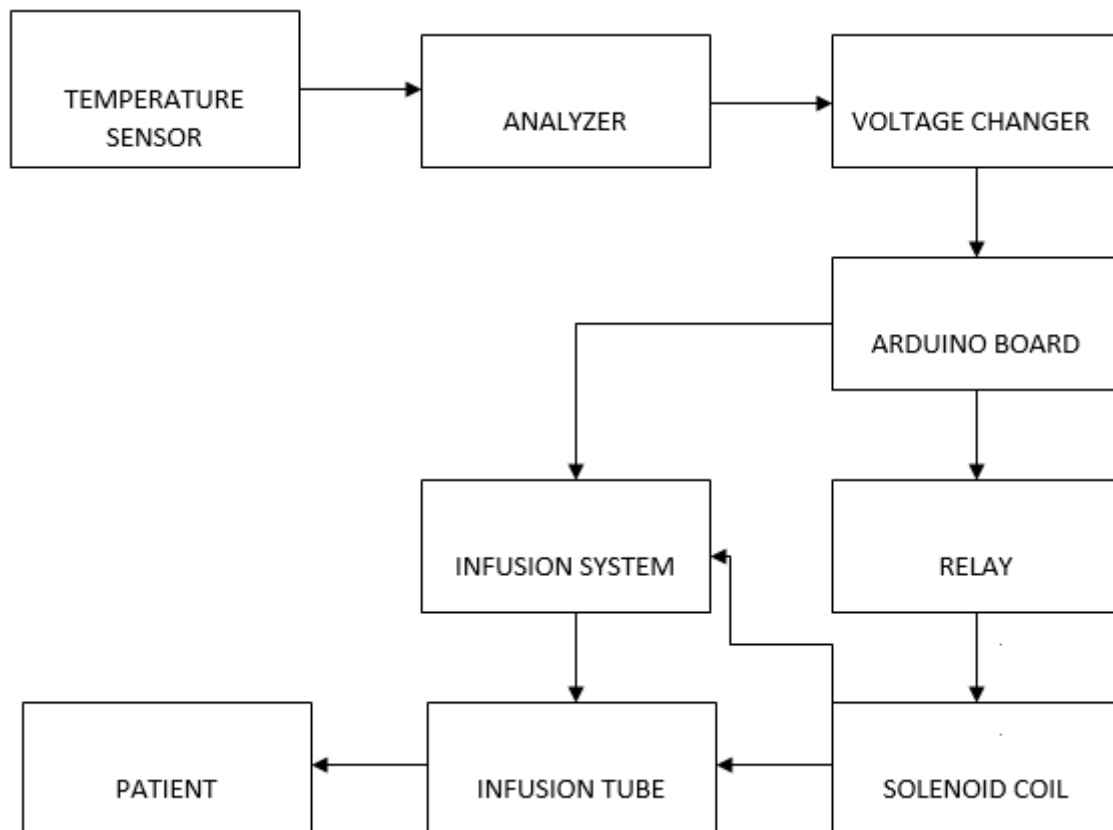 TEMPERATURE
SENSOR
ANALYZER
VOLTAGE CHANGER
ARDUINO BOARD
INFUSION SYSTEM
RELAY
PATIENT
INFUSION TUBE
SOLENOID COIL